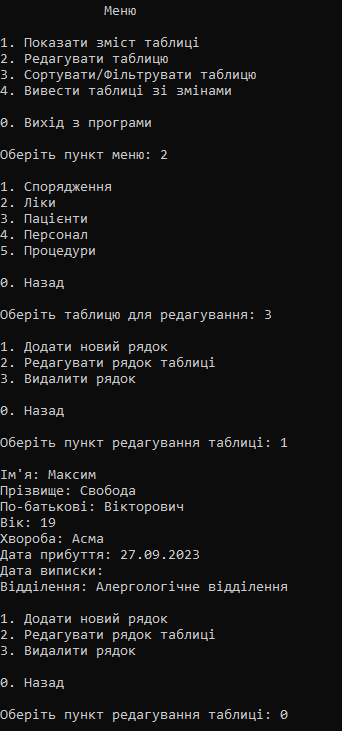 Меню
1. Показати зміст таблиці
2. Редагувати таблицю
3. Сортувати/Фільтрувати таблицю
4. Вивести таблиці зі змінами
0. Вихід з програми
Оберіть пункт меню: 2
1. Спорядження
2. Ліки
3. Пацієнти
4. Персонал
5. Процедури
0. Назад
Оберіть таблицю для редагування: 3
1. Додати новий рядок
2. Редагувати рядок таблиці
3. Видалити рядок
0. Назад
Оберіть пункт редагування таблиці: 1
Ім'я: Максим
Прізвище: Свобода
По-батькові: Вікторович
Вік: 19
Хвороба: Асма
Дата прибуття: 27.09.2023
Дата виписки:
Відділення: Алергологічне відділення
1. Додати новий рядок
2. Редагувати рядок таблиці
3. Видалити рядок
0. Назад
Оберіть пункт редагування таблиці: 0